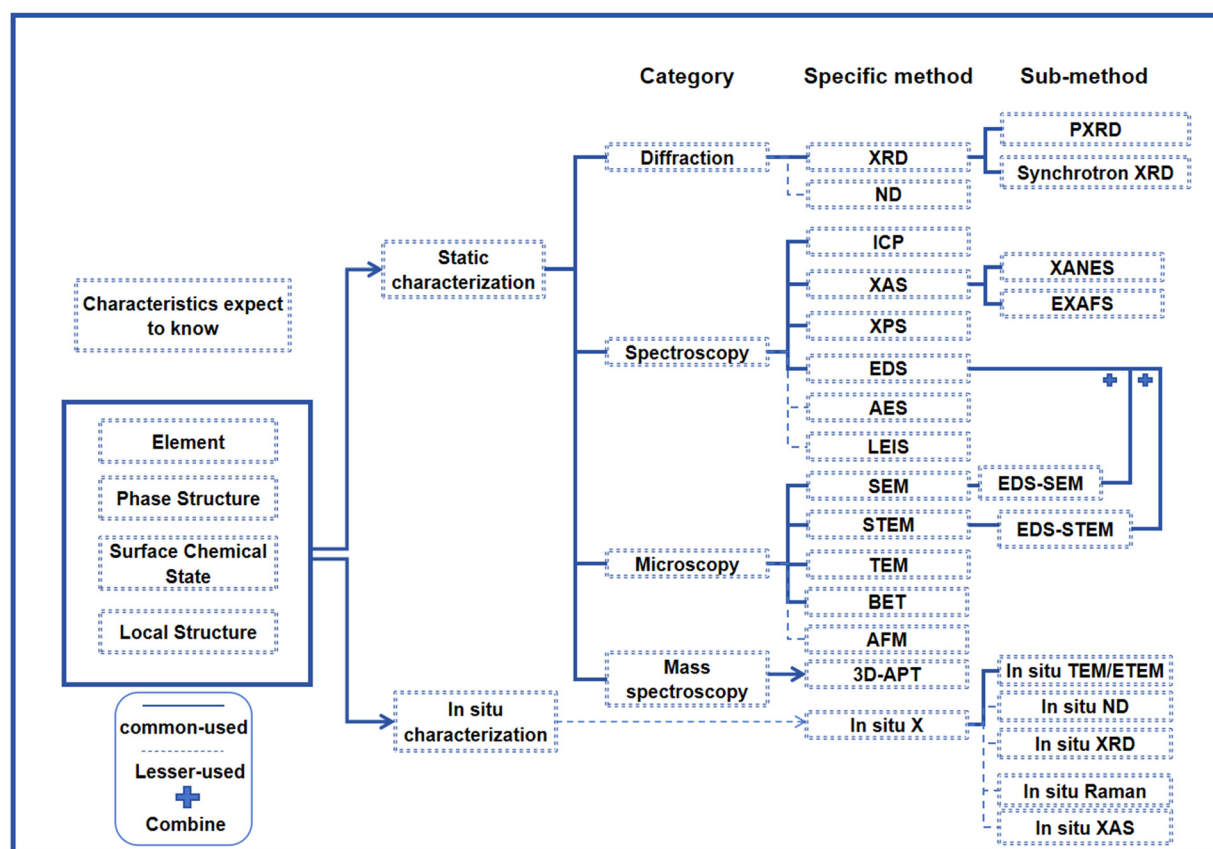 Category
Specific method
Sub-method
Diffraction
XRD
PXRD
Synchrotron XRD
ND
Static
characterization
Characteristics expect
to know
Spectroscopy
ICP
XAS
XANES
EXAFS
XPS
EDS
AES
LEIS
Element
Phase Structure
Surface Chemical
State
Local Structure
Microscopy
SEM
EDS-SEM
STEM
EDS-STEM
TEM
BET
AFM
Mass
spectroscopy
3D-APT
In situ
characterization
In situ X
In situ TEM/ETEM
In situ ND
In situ XRD
In situ Raman
In situ XAS
common-used
Lesser-used
Combine